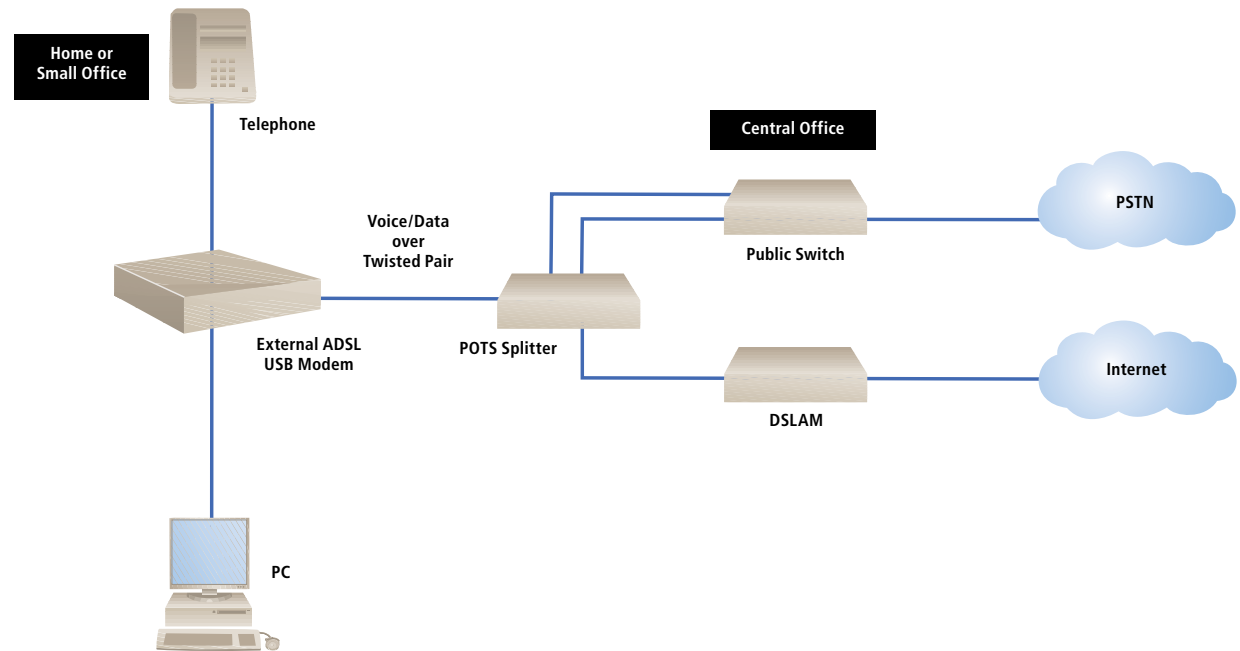 Home or
Small Office
Telephone
Central Office
Voice/Data
over
Twisted Pair
Public Switch
PSTN
External ADSL
USB Modem
POTS Splitter
DSLAM
Internet
PC